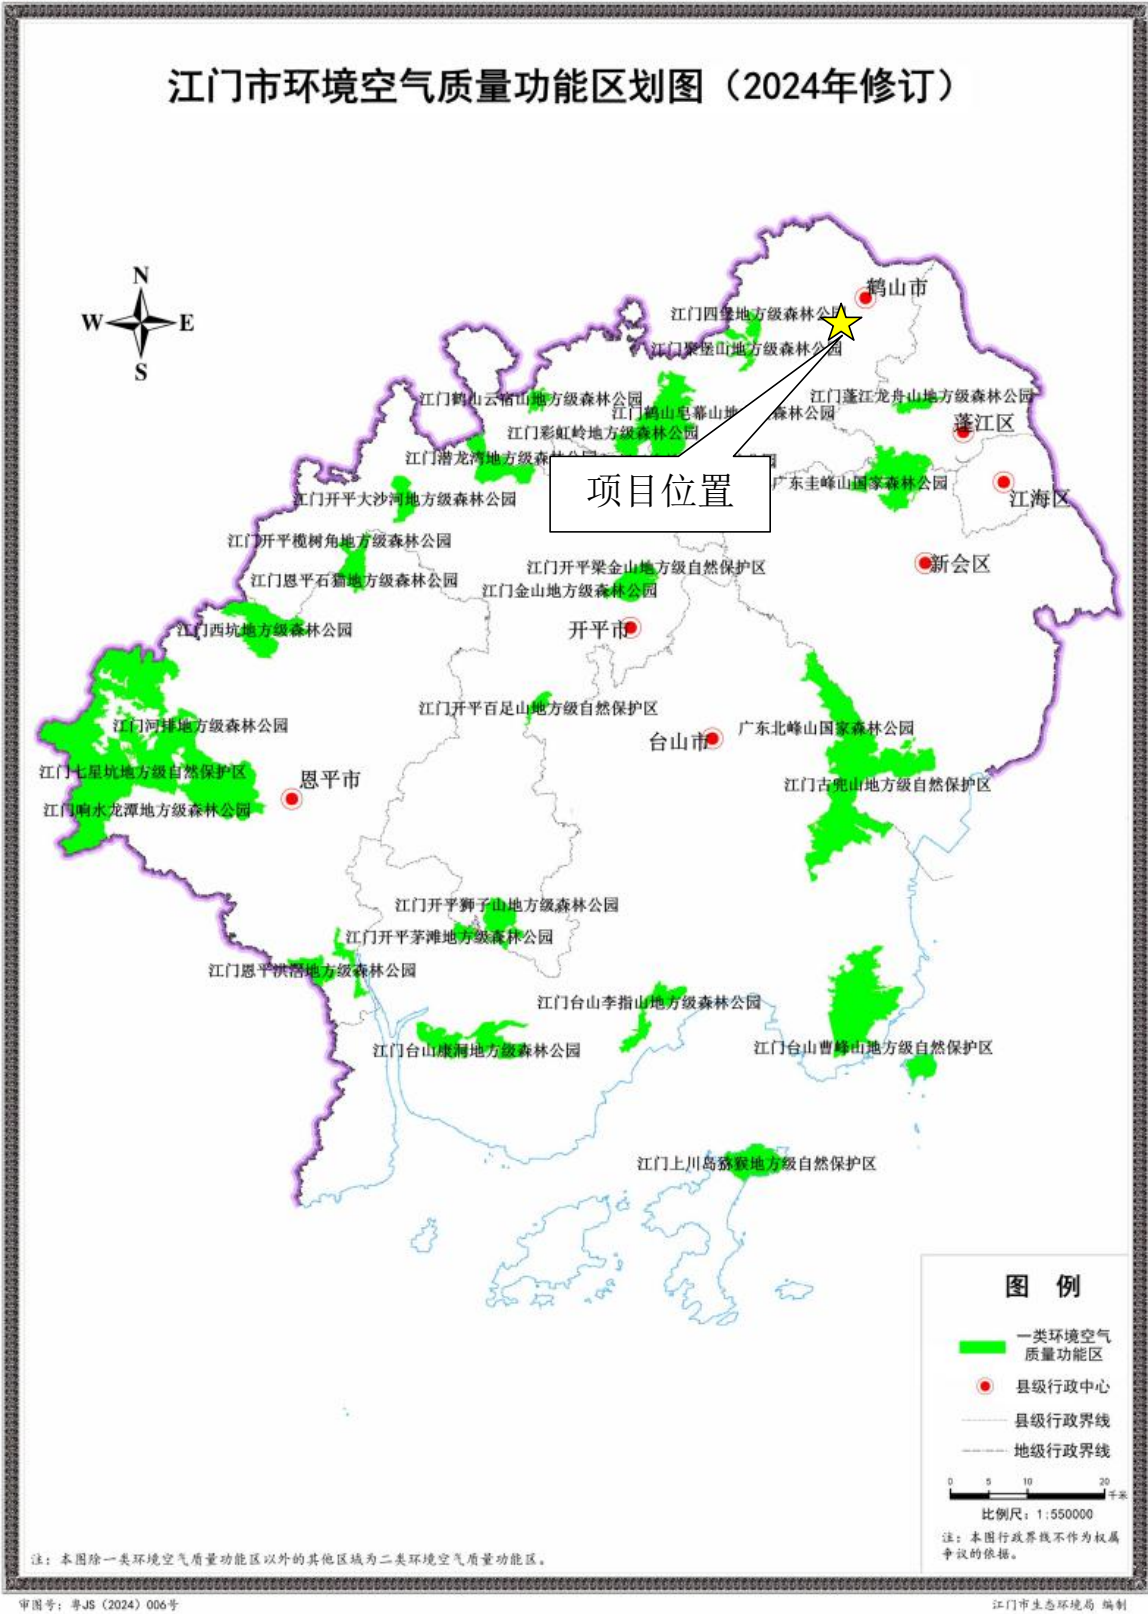 江门市环境空气质量功能区划图（2024年修订）
N
W
E
S
鹤山市
江门四堡地方级森林公园
江门聚堡山地方级森林公园
江门鹤山云宿山地方级森林公园
江门蓬江龙舟山地方级森林公园
江门鹤山皂幕山地
森林公园
蓬江区
江门彩虹岭地方级森林公园
江门潜龙湾地方级森林公园
广东圭峰山国家森林公园
项目位置
江海区
江门开平大沙河地方级森林公园
江门开平榄树角地方级森林公园
新会区
江门开平梁金山地方级自然保护区
江门恩平石猫地方级森林公园
江门金山地方级森林公园
开平市
江门西坑地方级森林公园
江门开平百足山地方级自然保护区
江门河排地方级森林公园
广东北峰山国家森林公园
台山市
江门七星坑地方级自然保护区
恩平市
江门古兜山地方级自然保护区
江门响水龙潭地方级森林公园
江门开平狮子山地方级森林公园
江门开平茅滩地方级森林公园
江门恩平洪滘地方级森林公园
江门台山李指山地方级森林公园
江门台山康洞地方级森林公园
江门台山曹峰山地方级自然保护区
江门上川岛猕猴地方级自然保护区
图 例
一类环境空气
质量功能区
县级行政中心
县级行政界线
地级行政界线
0 5 10 20
千米
比例尺：1:550000
注：本图行政界线不作为权属
争议的依据。
注：本图除一类环境空气质量功能区以外的其他区域为二类环境空气质量功能区。
审图号：粤JS（2024）006号
江门市生态环境局 编制